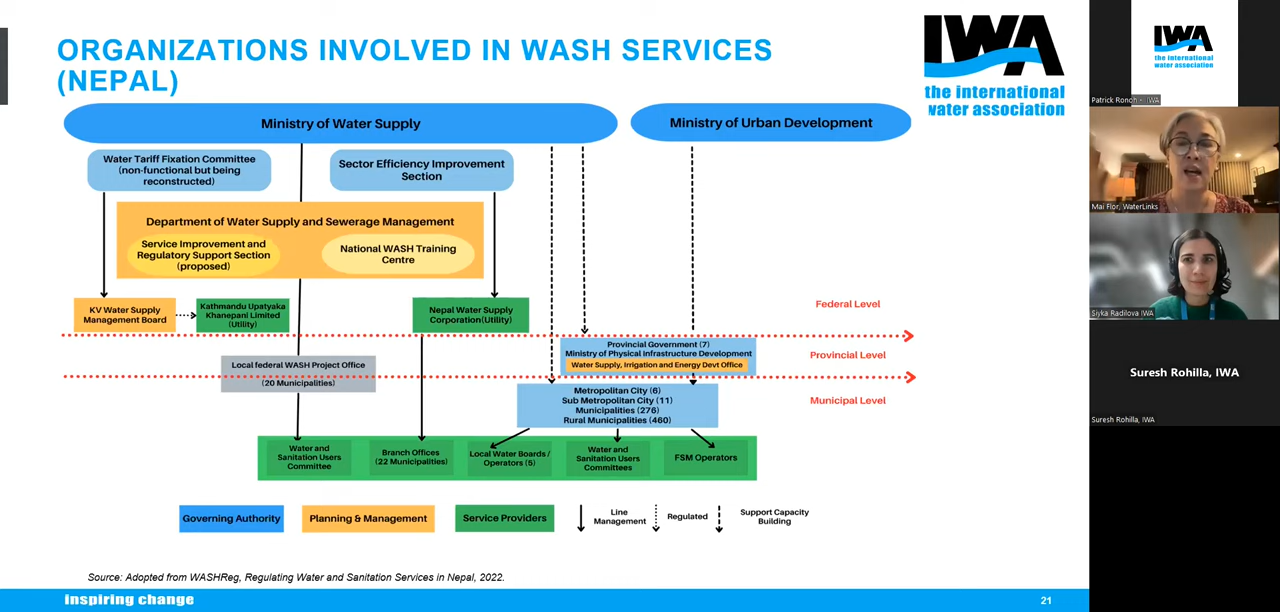 ORGANIZATIONS INVOLVED IN WASH SERVICES
(NEPAL)
IWA
the international
water association
Ministry of Water Supply
Ministry of Urban Development
Water Tariff Fixation Committee
(non-functional but being
reconstructed)
Sector Efficiency Improvement
Section
Department of Water Supply and Sewerage Management
Service Improvement and
Regulatory Support Section
(proposed)
National WASH Training
Centre
KV Water Supply
Management Board
Kathmandu Upatyaka
Khanepani Limited
(Utility)
Nepal Water Supply
Corporation(Utility)
Federal Level
Provincial Government (7)
Ministry of Physical Infrastructure Development
Water Supply, Irrigation and Energy Devt Office
Provincial Level
Local federal WASH Project Office
(20 Municipalities)
Metropolitan City (6)
Sub Metropolitan City (11)
Municipalities (276)
Rural Municipalities (460)
Municipal Level
Water and
Sanitation Users
Committee
Branch Offices
(22 Municipalities)
Local Water Boards /
Operators (5)
Water and
Sanitation Users
Committees
FSM Operators
Governing Authority
Planning & Management
Service Providers
Line
Management
Regulated
Support Capacity
Building
Source: Adopted from WASHReg, Regulating Water and Sanitation Services in Nepal, 2022.
inspiring change
21
IWA
the international
water association
Patrick Ronoh - IWA
Mai Flor, WaterLinks
Siyka Radilova IWA
Suresh Rohilla, IWA
Suresh Rohilla, IWA